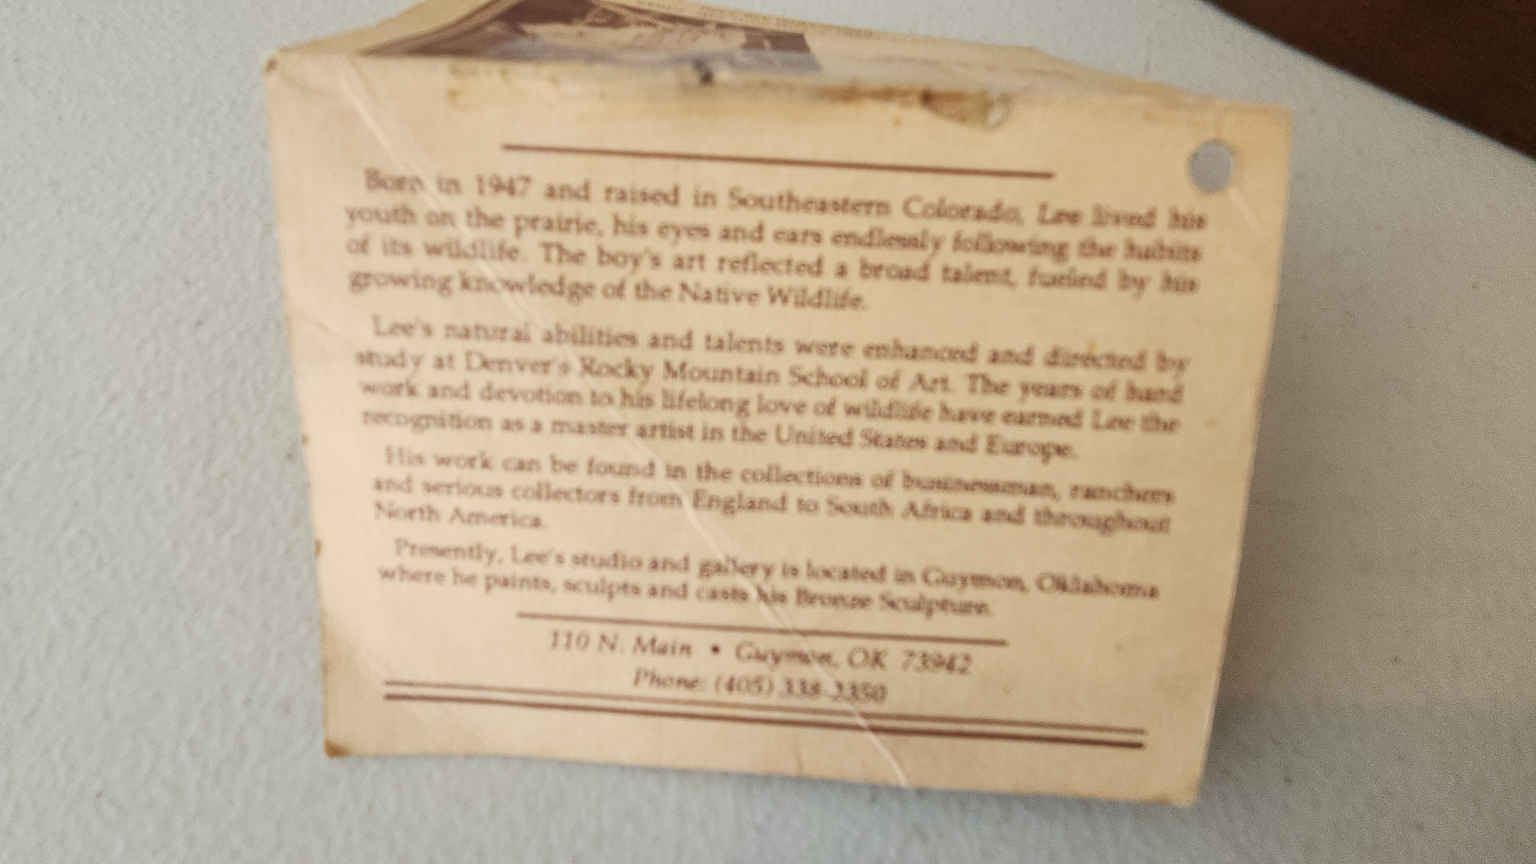 Born in 1947 and raised in Southeastern Colorado, Lee lived his
youth on the prairie, his eyes and ears endlessly following the habits
of its wildlife. The boy's art reflected a broad talent, fueled by his
growing knowledge of the Native Wildlife.
Lee's natural abilities and talents were enhanced and directed by
study at Denver's Rocky Mountain School of Art. The years of hard
work and devotion to his lifelong love of wildlife have earned Lee the
recognition as a master artist in the United States and Europe.
His work can be found in the collections of businessman, ranchers
and serious collectors from England to South Africa and throughout
North America.
Presently, Lee's studio and gallery is located in Guymon, Oklahoma
where he paints, sculpts and casts his Bronze Sculpture.
110 N. Main • Guymon, OK 73942
Phone: (405) 338-2350